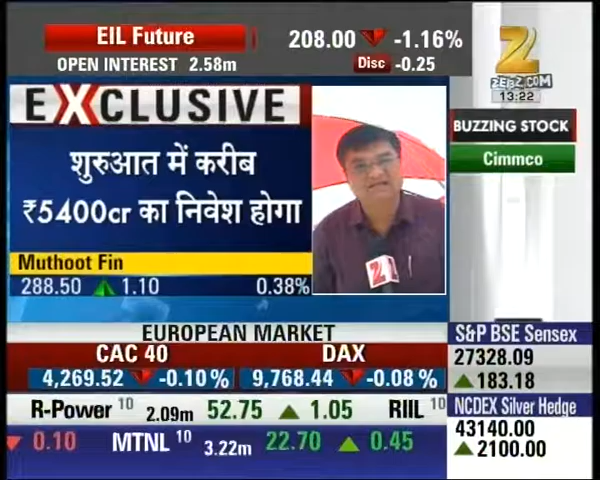 EIL Future
208.00 -1.16%
OPEN INTEREST 2.58m
Disc -0.25
Z
ZEEBIZ.COM
13:22
EXCLUSIVE
BUZZING STOCK
Cimmco
शुरुआत में करीब
₹5400cr का निवेश होगा
Muthoot Fin
288.50 1.10 0.38%
EUROPEAN MARKET
CAC 40 DAX
4,269.52 -0.10% 9,768.44 -0.08%
S&P BSE Sensex
27328.09
183.18
R-Power 10 2.09m 52.75 1.05 RIIL 10
0.10 MTNL 10 3.22m 22.70 0.45
NCDEX Silver Hedge
43140.00
2100.00